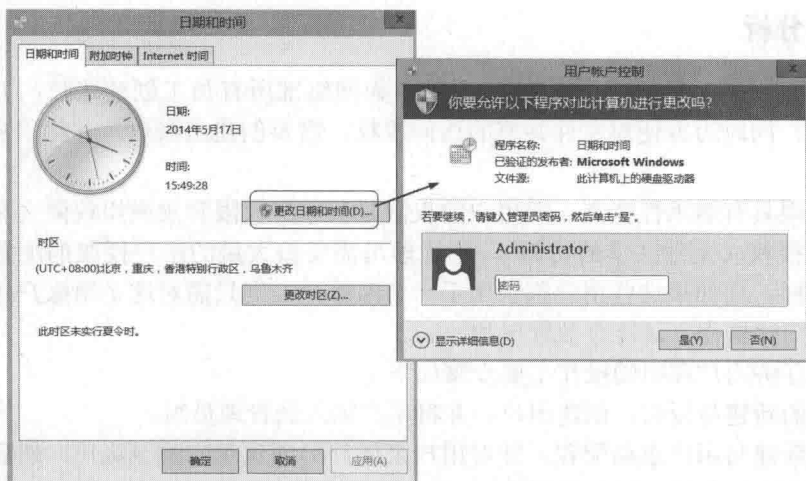 日期和时间
日期和时间 附加时钟 Internet 时间
日期:
2014年5月17日
时间:
15:49:28
更改日期和时间(D)...
时区
(UTC+08:00)北京，重庆，香港特别行政区，乌鲁木齐
更改时区(Z)...
此时区未实行夏令时。
确定 取消 应用(A)
用户帐户控制
你要允许以下程序对此计算机进行更改吗?
程序名称: 日期和时间
已验证的发布者: Microsoft Windows
文件源: 此计算机上的硬盘驱动器
若要继续，请键入管理员密码，然后单击"是"。
Administrator
密码
显示详细信息(D)
是(Y) 否(N)